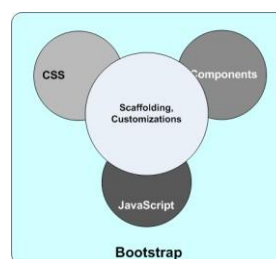 CSS
Components
Scaffolding,
Customizations
JavaScript
Bootstrap